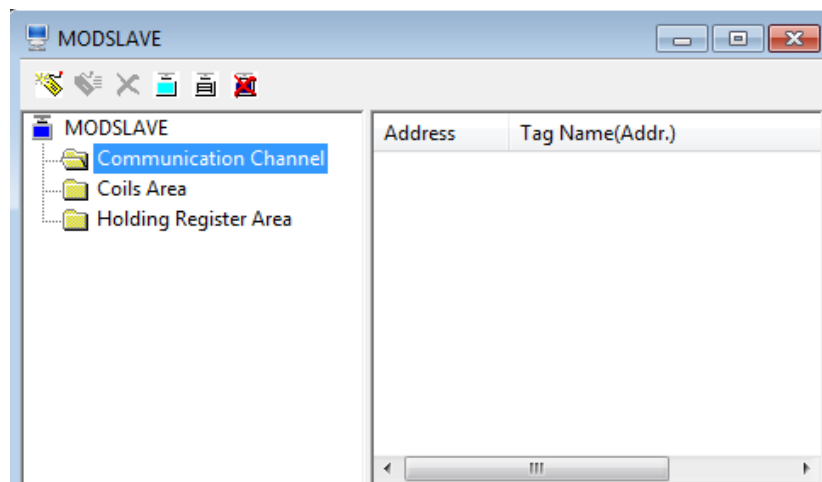 MODSLAVE
MODSLAVE
Communication Channel
Coils Area
Holding Register Area
Address Tag Name(Addr.)